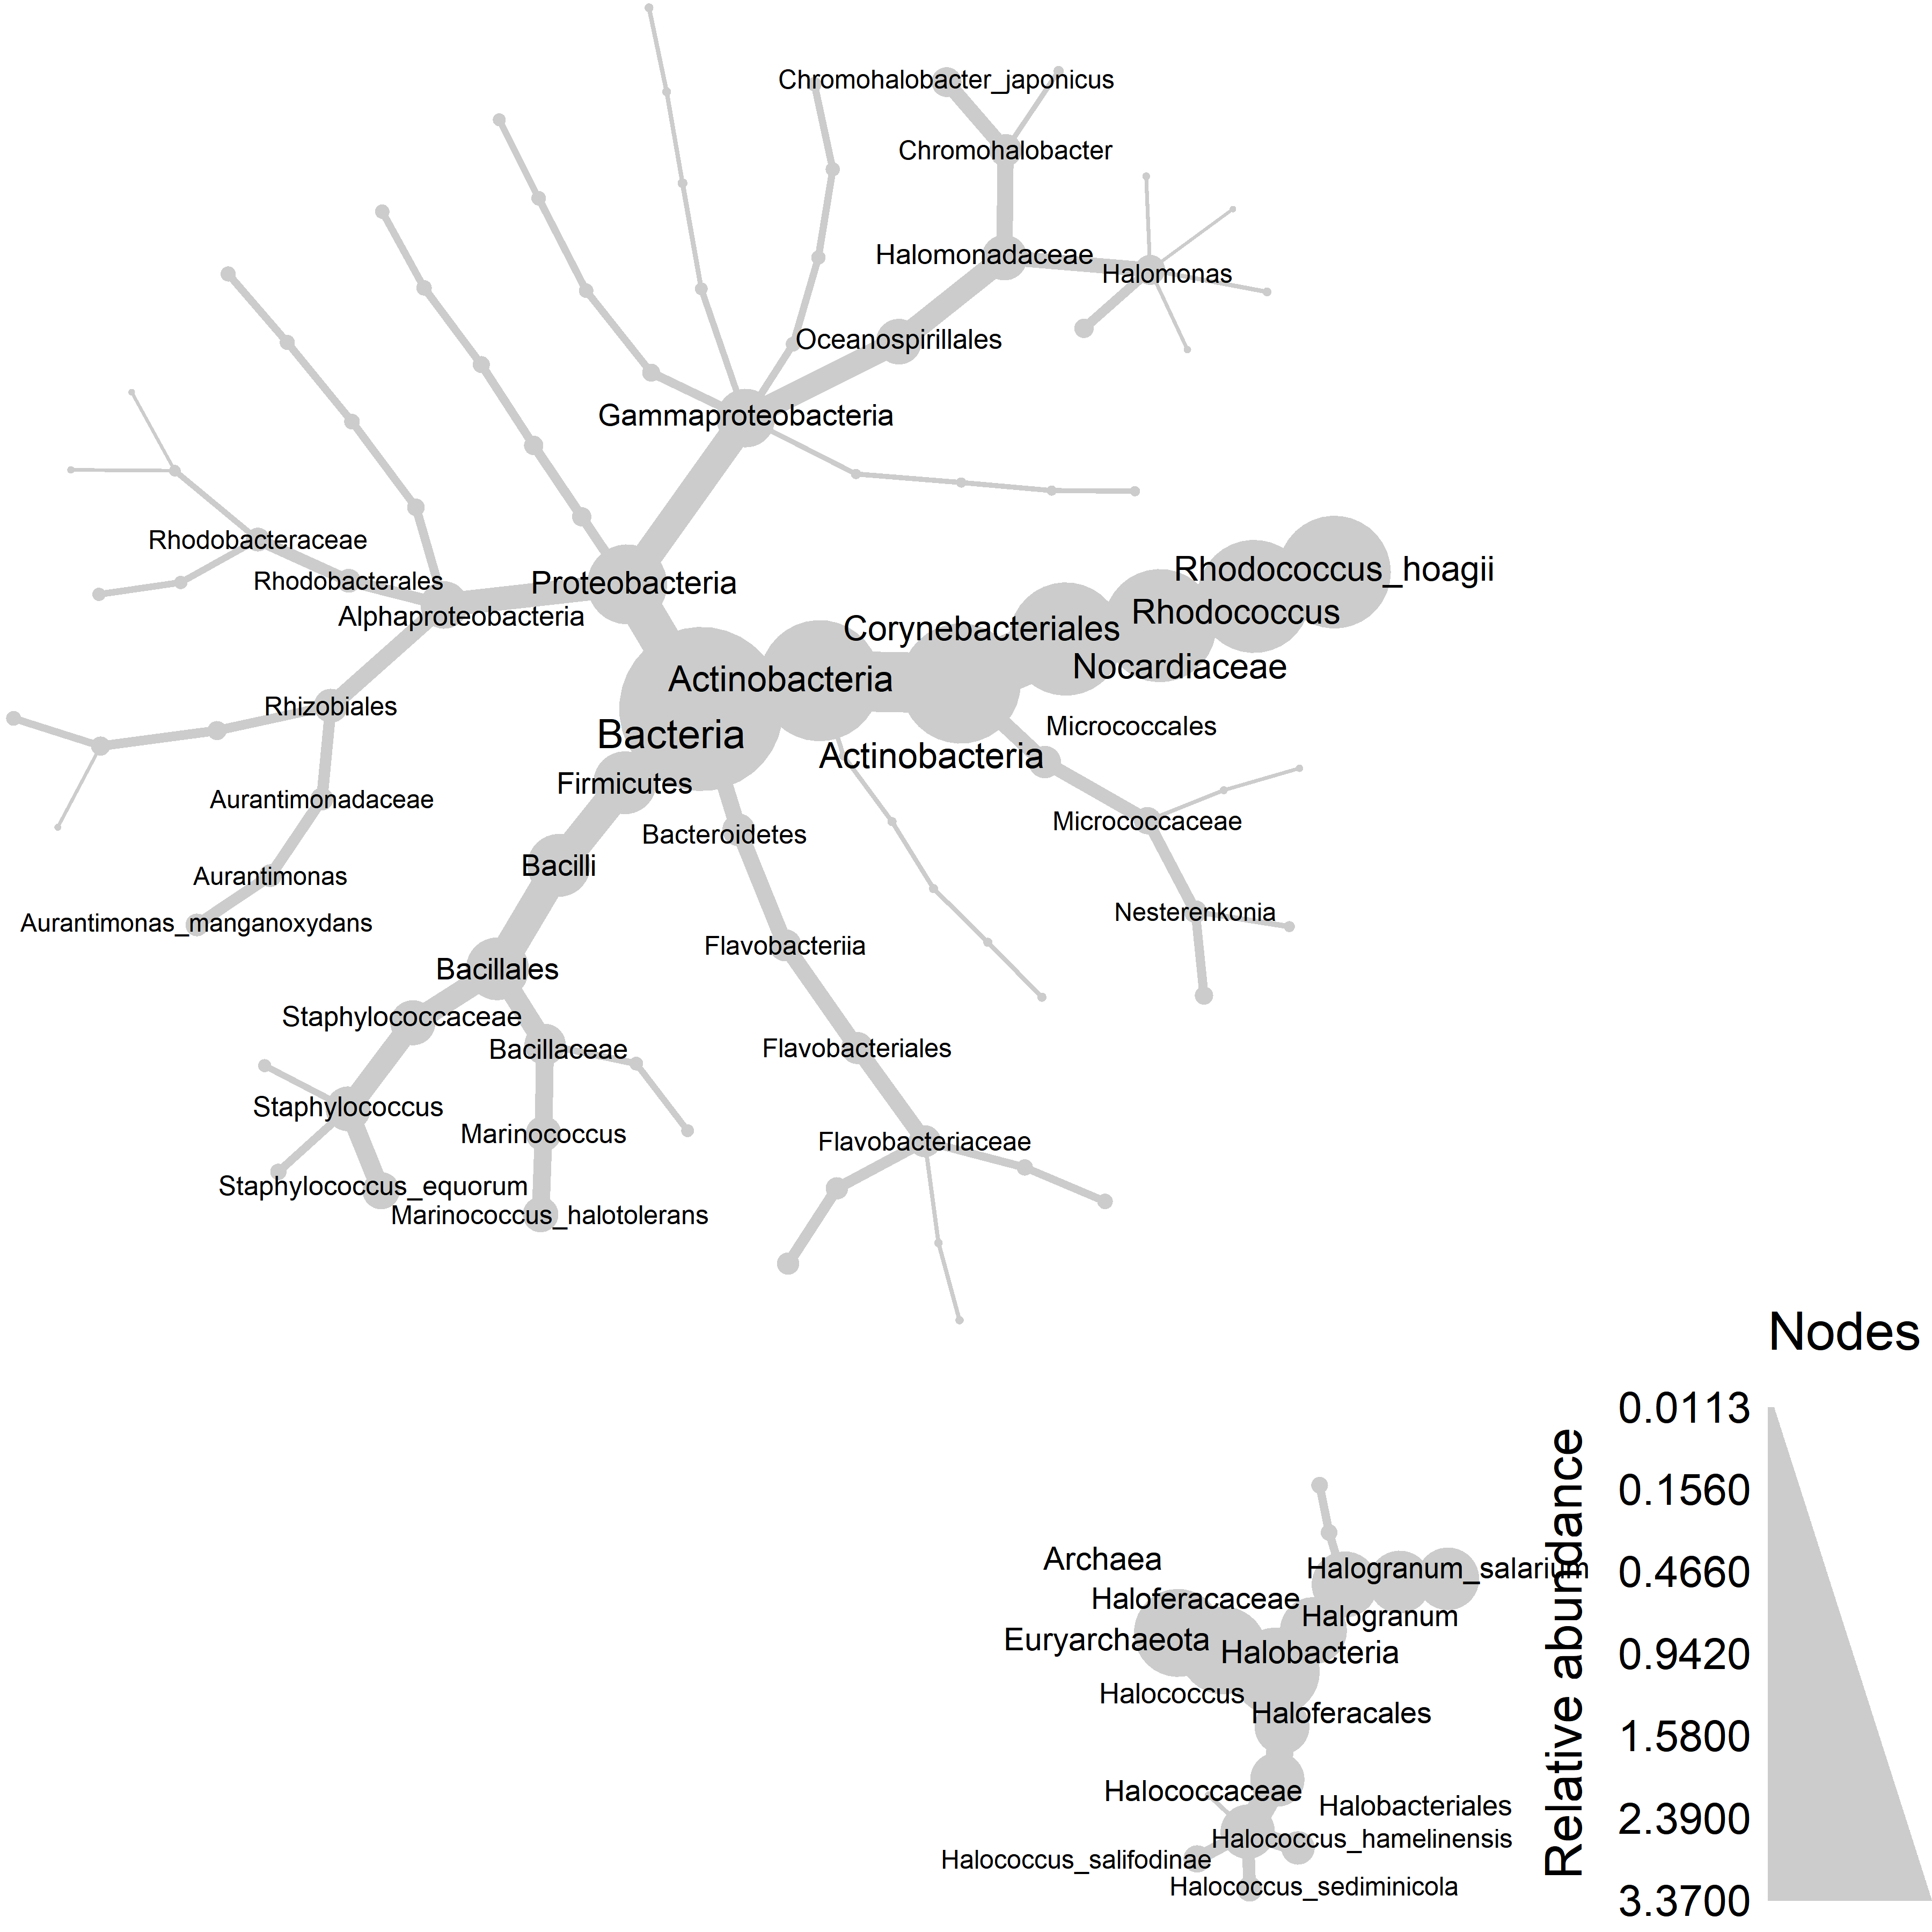 Chromohalobacter_japonicus
Chromohalobacter
Halomonadaceae
Halomonas
Oceanospirillales
Gammaproteobacteria
Rhodobacteraceae
Rhodobacterales
Alphaproteobacteria
Proteobacteria
Rhodococcus_hoagii
Rhodococcus
Corynebacteriales
Nocardiaceae
Actinobacteria
Bacteria
Actinobacteria
Micrococcales
Rhizobiales
Firmicutes
Aurantimonadaceae
Bacteroidetes
Micrococcaceae
Bacilli
Aurantimonas
Aurantimonas_manganoxydans
Nesterenkonia
Flavobacteriia
Bacillales
Staphylococcaceae
Bacillaceae
Flavobacteriales
Staphylococcus
Marinococcus
Flavobacteriaceae
Staphylococcus_equorum
Marinococcus_halotolerans
Nodes
0.0113
0.1560
0.4660
0.9420
1.5800
2.3900
3.3700
Relative abundance
Archaea
Halogranum_salarium
Haloferacaceae
Halogranum
Euryarchaeota
Halobacteria
Halococcus
Haloferacales
Halococcaceae
Halobacteriales
Halococcus_hamelinensis
Halococcus_salifodinae
Halococcus_sediminicola